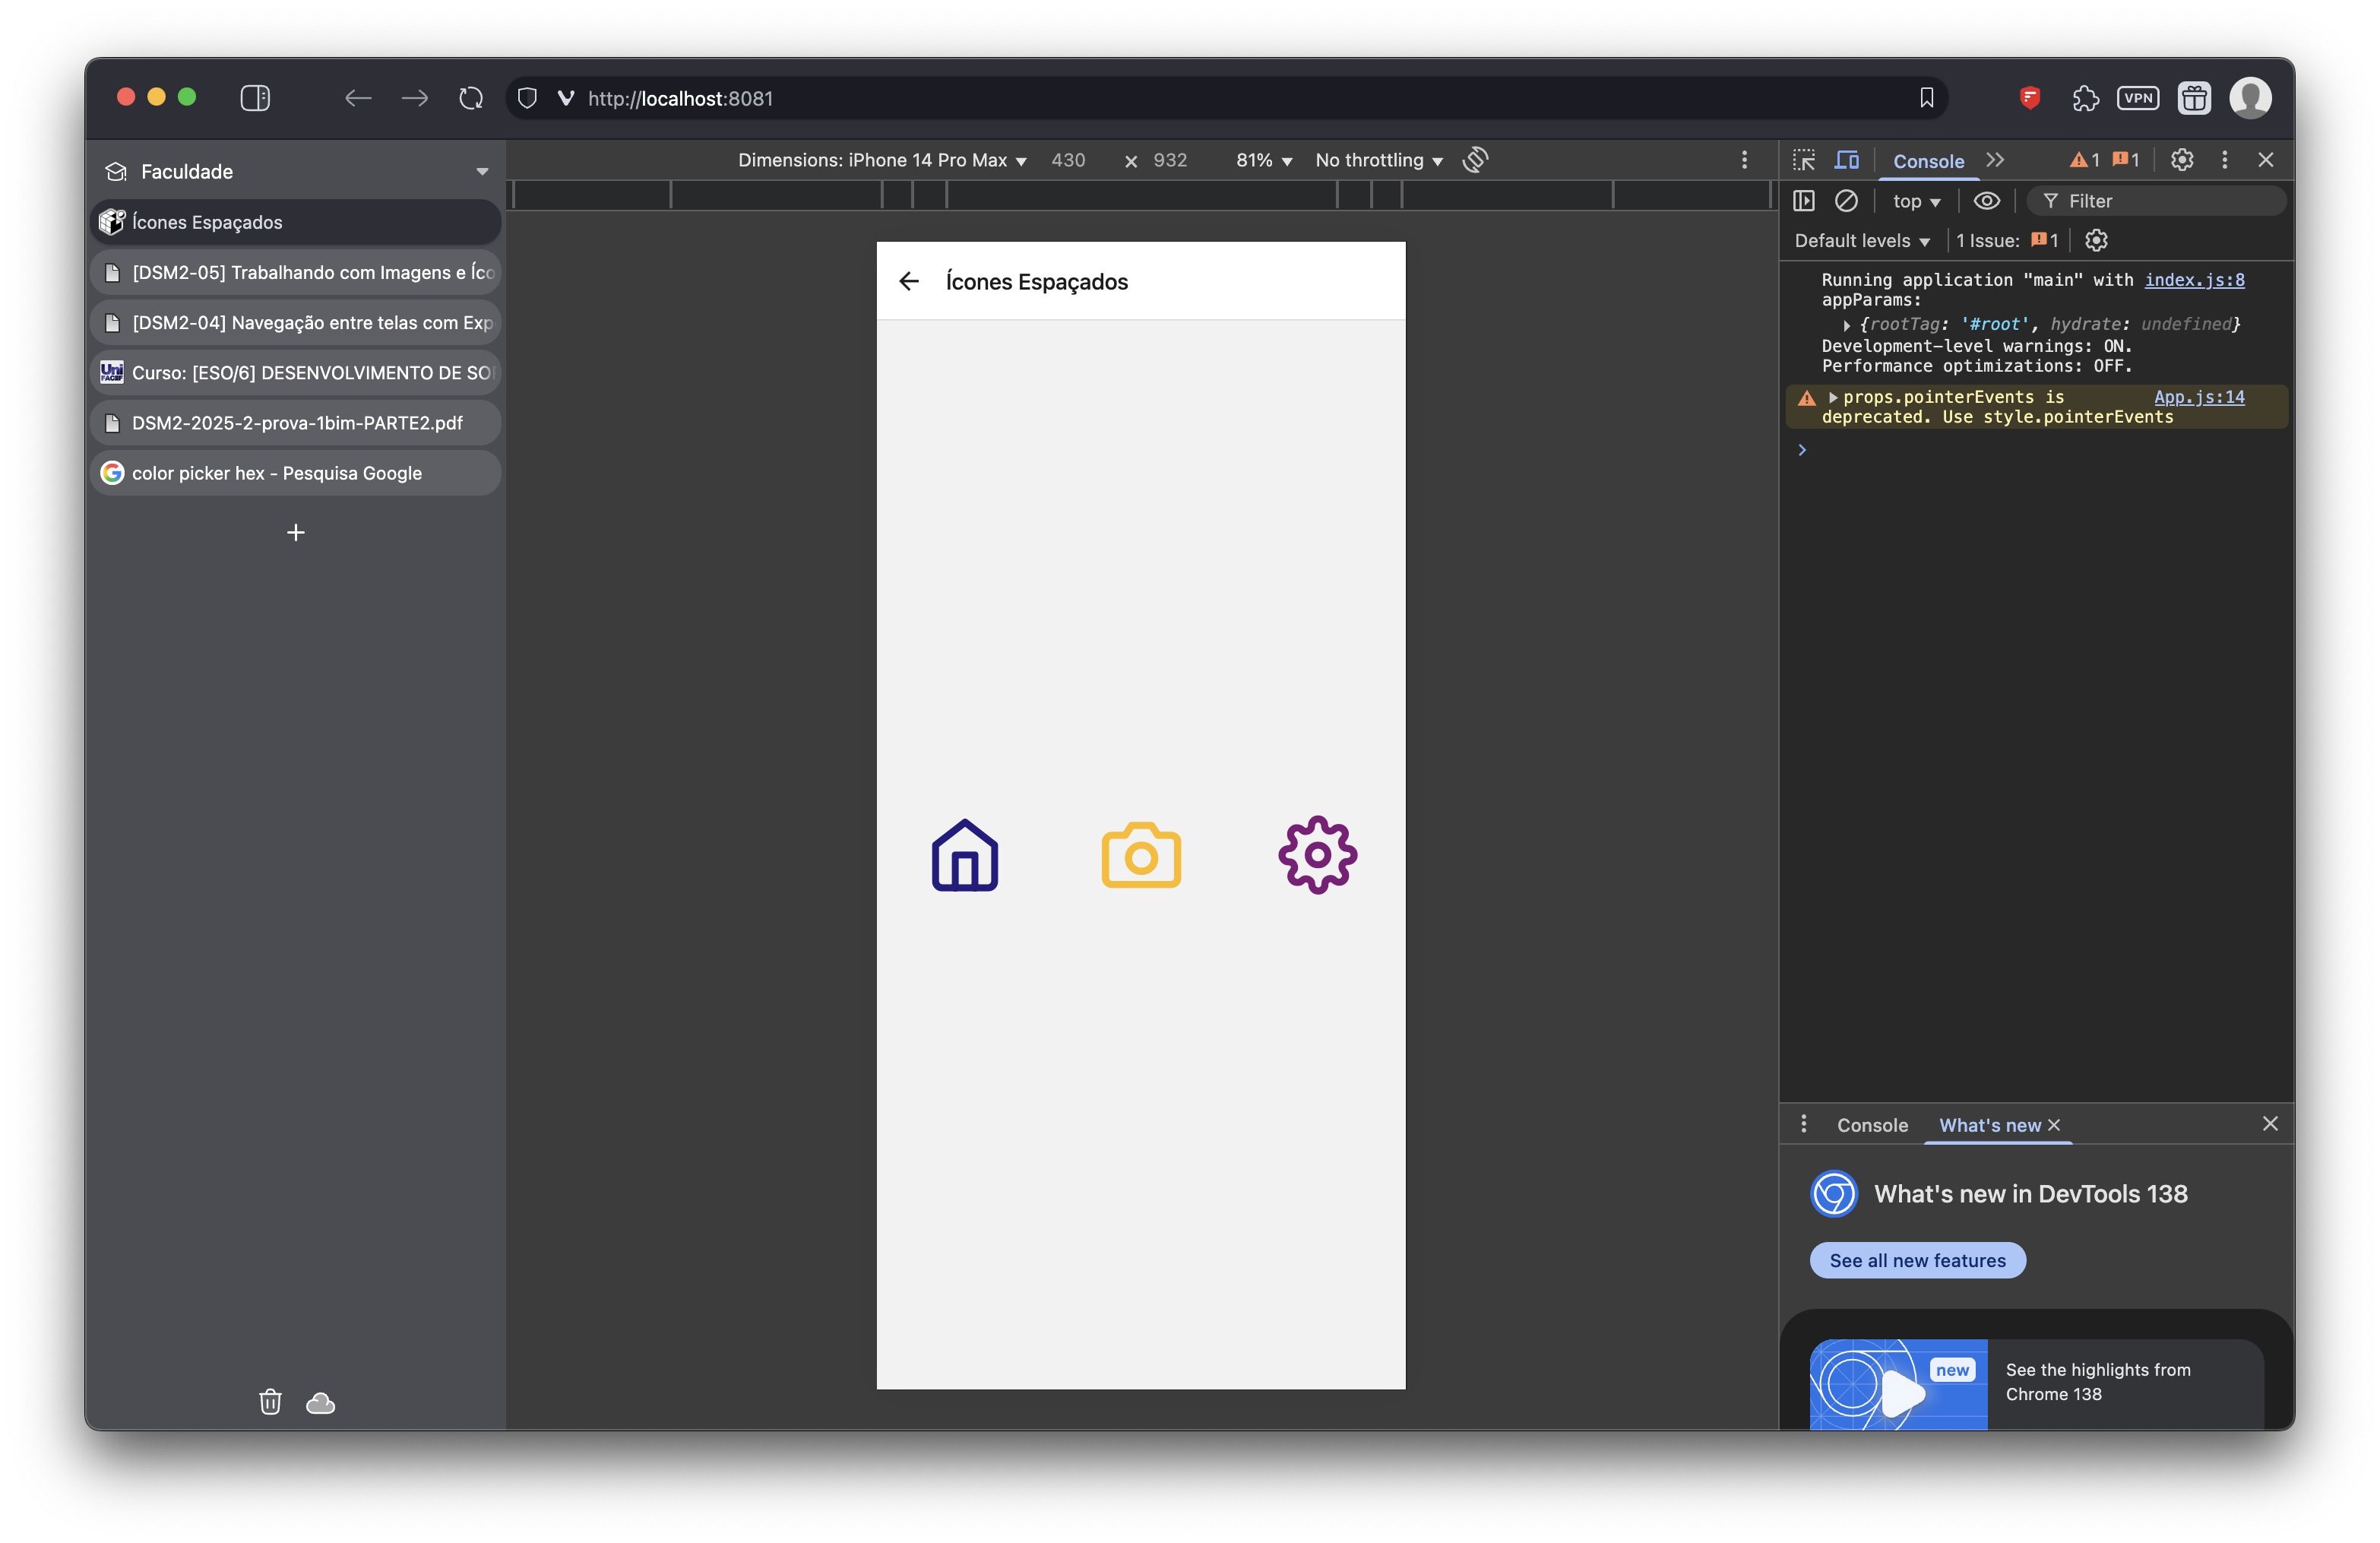 http://localhost:8081
VPN
Faculdade
Ícones Espaçados
[DSM2-05] Trabalhando com Imagens e Íco
[DSM2-04] Navegação entre telas com Exp
Uni FACEF
Curso: [ESO/6] DESENVOLVIMENTO DE SO
DSM2-2025-2-prova-1bim-PARTE2.pdf
color picker hex - Pesquisa Google
Dimensions: iPhone 14 Pro Max 430 × 932 81% No throttling
Ícones Espaçados
Console 1 1
top Filter
Default levels 1 Issue: 1
Running application "main" with index.js:8
appParams:
{rootTag: '#root', hydrate: undefined}
Development-level warnings: ON.
Performance optimizations: OFF.
props.pointerEvents is App.js:14
deprecated. Use style.pointerEvents
Console What's new
What's new in DevTools 138
See all new features
new
See the highlights from
Chrome 138